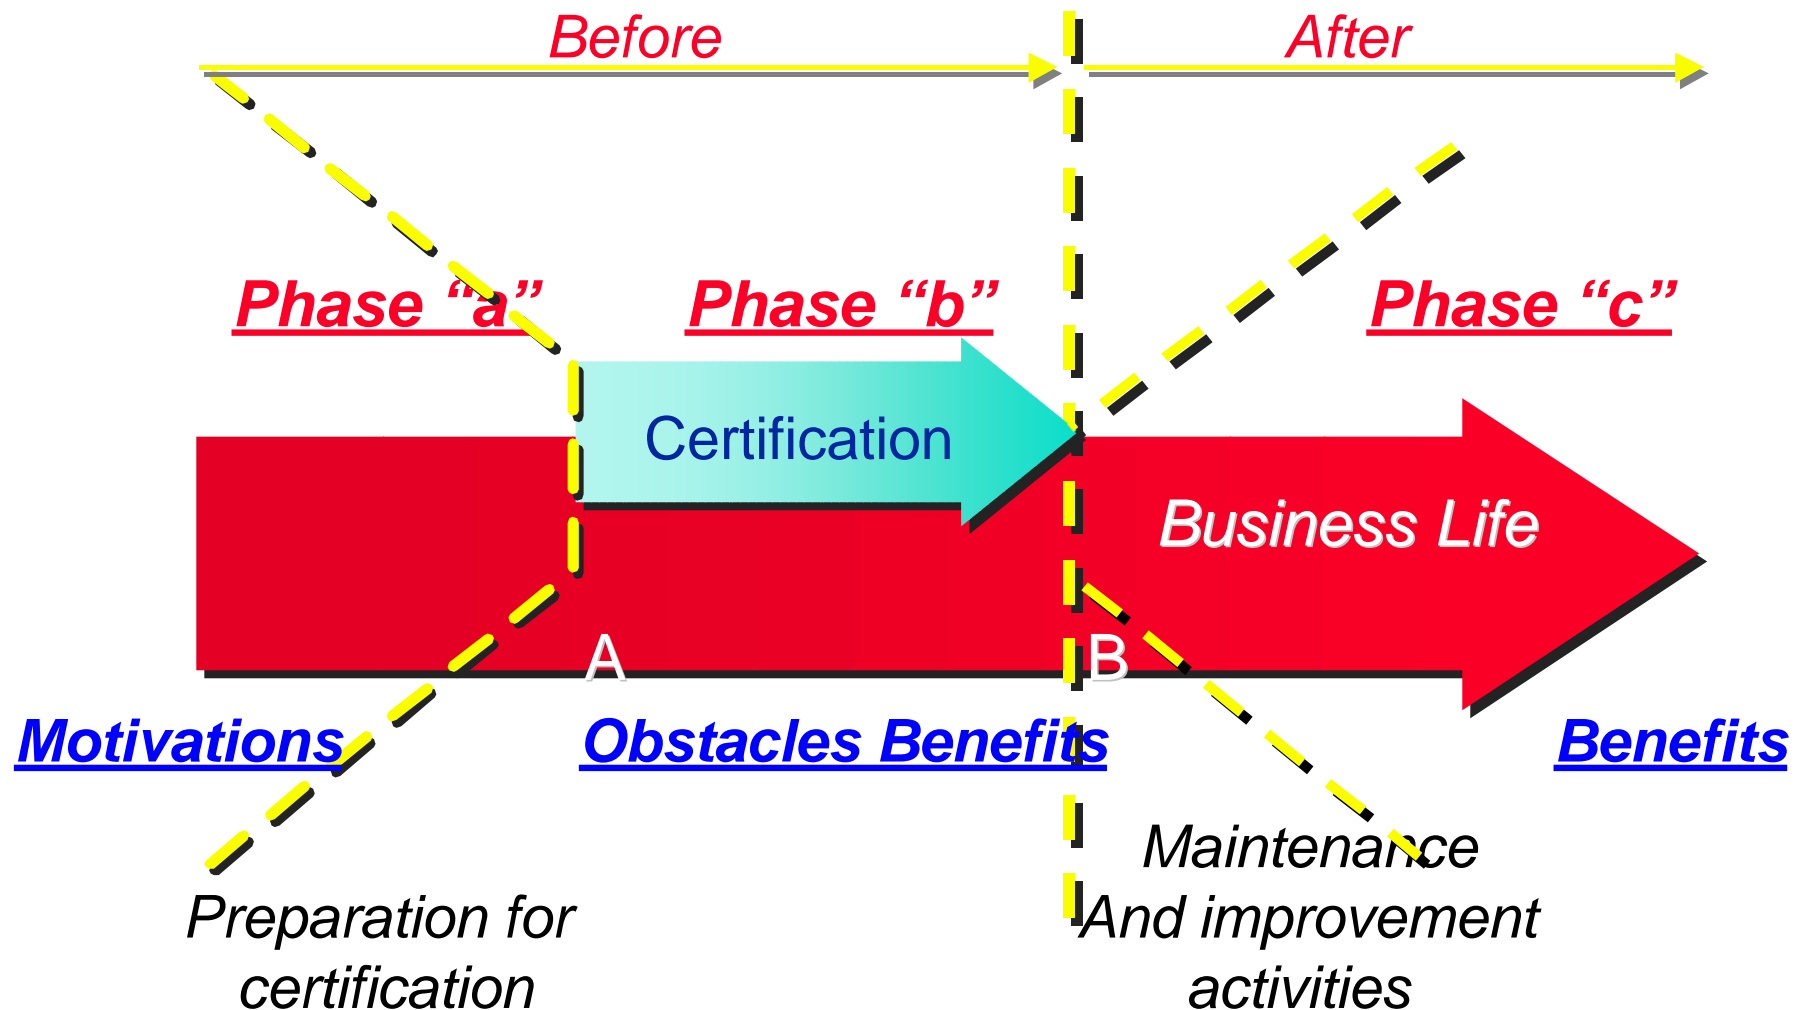 Before
After
Phase “a”
Phase “b”
Phase “c”
Certification
Business Life
A
B
Motivations
Obstacles Benefits
Benefits
Preparation for
certification
Maintenance
And improvement
activities